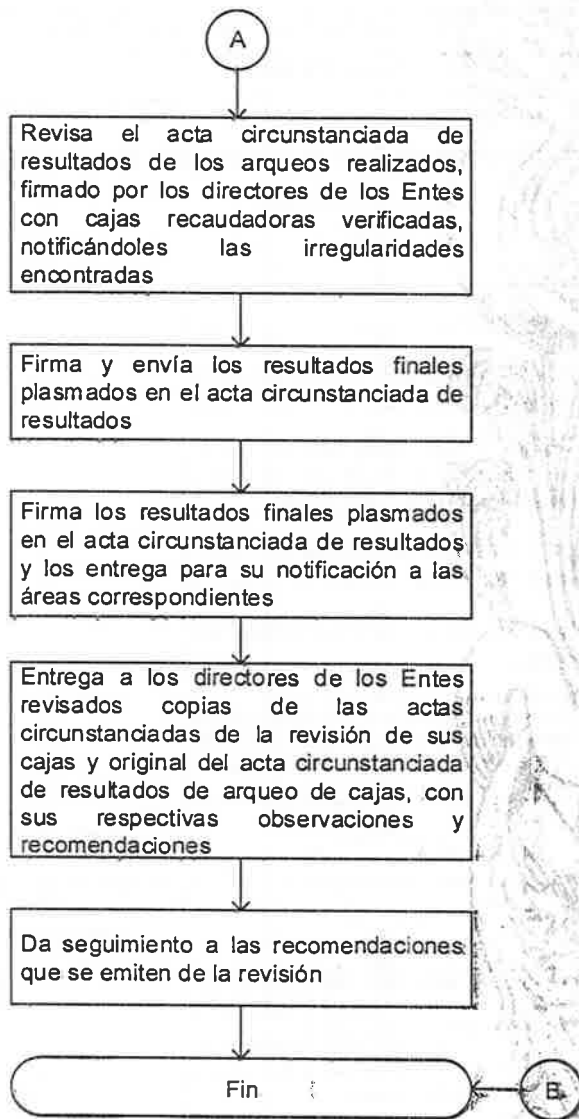 A
Revisa el acta circunstanciada de
resultados de los arqueos realizados,
firmado por los directores de los Entes
con cajas recaudadoras verificadas,
notificándoles las irregularidades
encontradas
Firma y envía los resultados finales
plasmados en el acta circunstanciada de
resultados
Firma los resultados finales plasmados
en el acta circunstanciada de resultados
y los entrega para su notificación a las
áreas correspondientes
Entrega a los directores de los Entes
revisados copias de las actas
circunstanciadas de la revisión de sus
cajas y original del acta circunstanciada
de resultados de arqueo de cajas, con
sus respectivas observaciones y
recomendaciones
Da seguimiento a las recomendaciones
que se emiten de la revisión
Fin
B